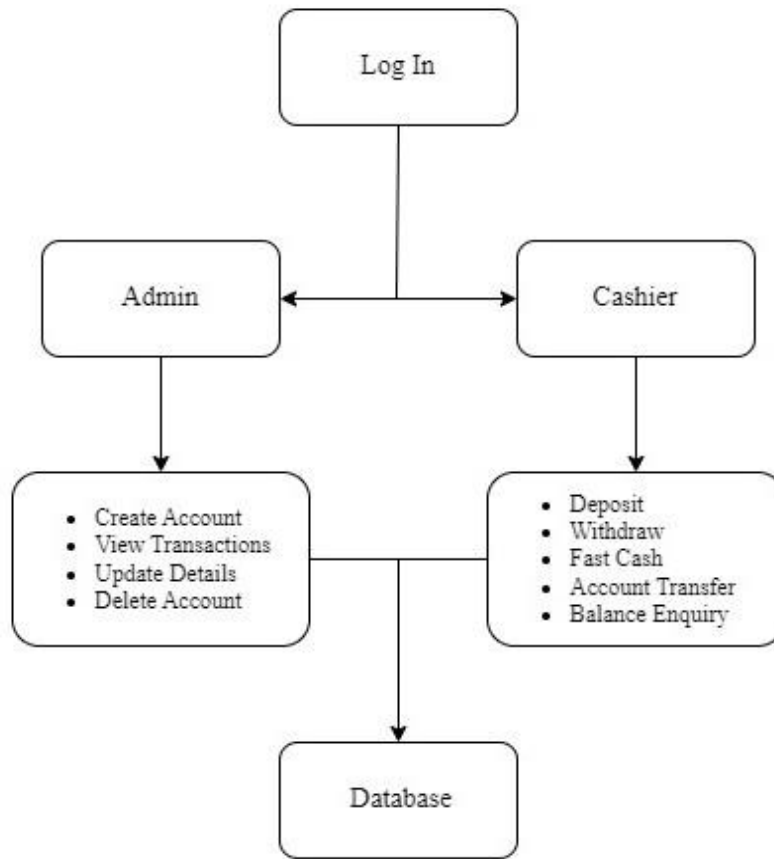 Log In
Admin
Cashier
• Create Account
• View Transactions
• Update Details
• Delete Account
• Deposit
• Withdraw
• Fast Cash
• Account Transfer
• Balance Enquiry
Database